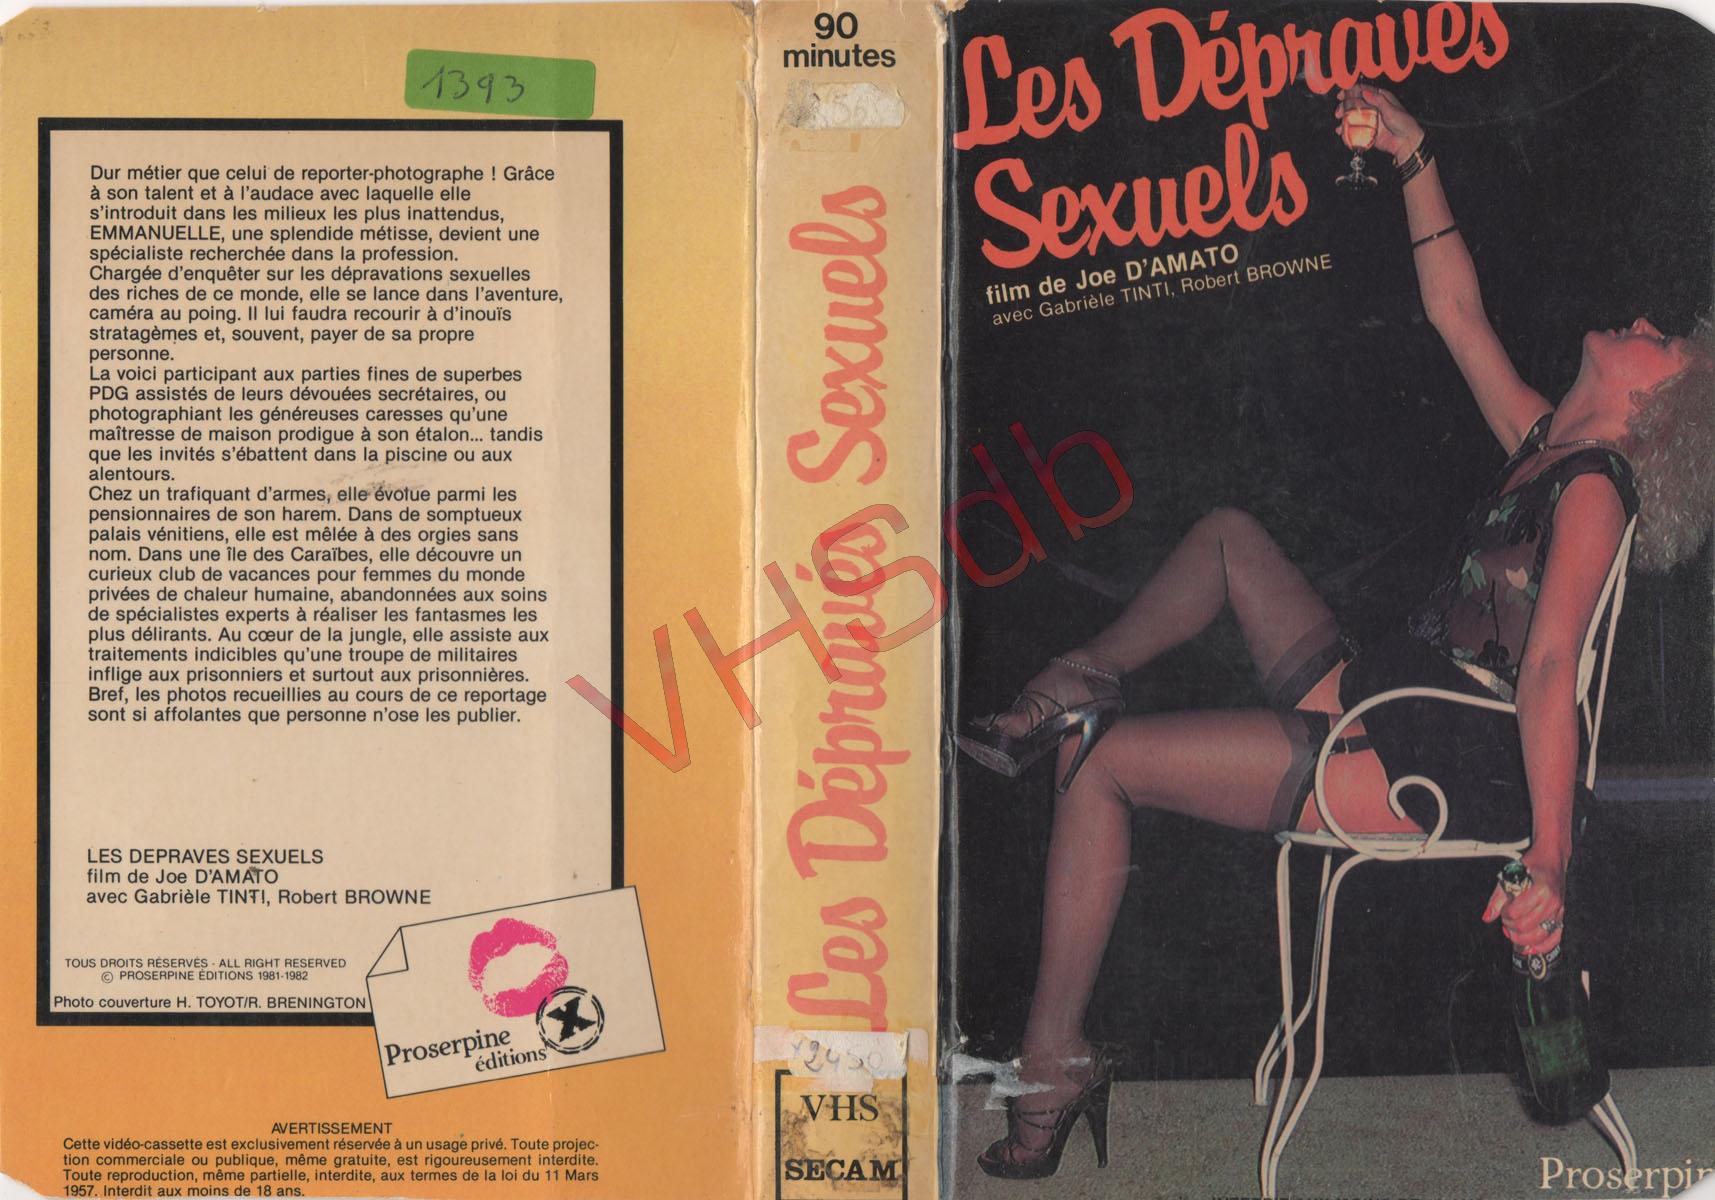 1393
Dur métier que celui de reporter-photographe ! Grâce
à son talent et à l'audace avec laquelle elle
s'introduit dans les milieux les plus inattendus,
EMMANUELLE, une splendide métisse, devient une
spécialiste recherchée dans la profession.
Chargée d'enquêter sur les dépravations sexuelles
des riches de ce monde, elle se lance dans l'aventure,
caméra au poing. Il lui faudra recourir à d'inouïs
stratagèmes et, souvent, payer de sa propre
personne.
La voici participant aux parties fines de superbes
PDG assistés de leurs dévouées secrétaires, ou
photographiant les généreuses caresses qu'une
maîtresse de maison prodigue à son étalon... tandis
que les invités s'ébattent dans la piscine ou aux
alentours.
Chez un trafiquant d'armes, elle évolue parmi les
pensionnaires de son harem. Dans de somptueux
palais vénitiens, elle est mêlée à des orgies sans
nom. Dans une île des Caraïbes, elle découvre un
curieux club de vacances pour femmes du monde
privées de chaleur humaine, abandonnées aux soins
de spécialistes experts à réaliser les fantasmes les
plus délirants. Au cœur de la jungle, elle assiste aux
traitements indicibles qu'une troupe de militaires
inflige aux prisonniers et surtout aux prisonnières.
Bref, les photos recueillies au cours de ce reportage
sont si affolantes que personne n'ose les publier.
LES DEPRAVES SEXUELS
film de Joe D'AMATO
avec Gabrièle TINTI, Robert BROWNE
TOUS DROITS RÉSERVÉS - ALL RIGHT RESERVED
© PROSERPINE ÉDITIONS 1981-1982
Photo couverture H. TOYOT/R. BRENINGTON
Proserpine
éditions
X
AVERTISSEMENT
Cette vidéo-cassette est exclusivement réservée à un usage privé. Toute projec-
tion commerciale ou publique, même gratuite, est rigoureusement interdite.
Toute reproduction, même partielle, interdite, aux termes de la loi du 11 Mars
1957. Interdit aux moins de 18 ans.
90
minutes
Les Dépravés Sexuels
VHS
SECAM
Les Dépravés
Sexuels
film de Joe D'AMATO
avec Gabrièle TINTI, Robert BROWNE
Proserpin
VHSdb